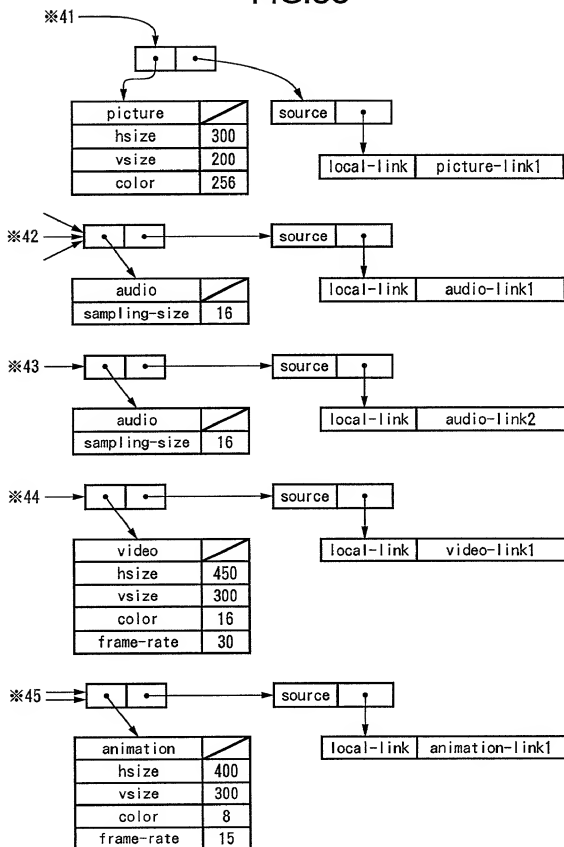 ※41
picture
hsize 300
vsize 200
color 256
source
local-link picture-link1
※42
audio
sampling-size 16
source
local-link audio-link1
※43
audio
sampling-size 16
source
local-link audio-link2
※44
video
hsize 450
vsize 300
color 16
frame-rate 30
source
local-link video-link1
※45
animation
hsize 400
vsize 300
color 8
frame-rate 15
source
local-link animation-link1